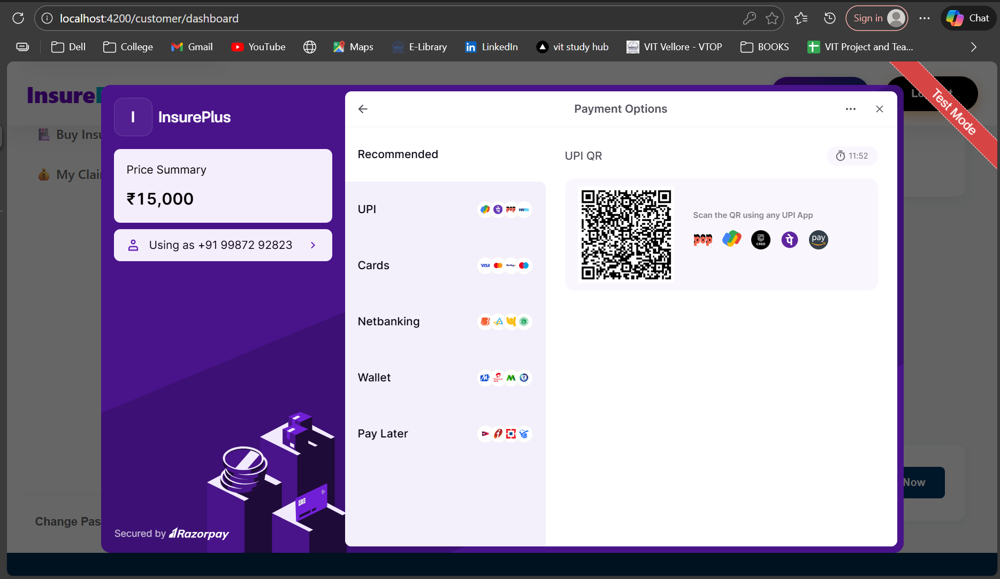 localhost:4200/customer/dashboard
Sign in
Chat
Dell
College
Gmail
YouTube
Maps
E-Library
LinkedIn
vit study hub
VIT Vellore - VTOP
BOOKS
VIT Project and Tea...
Insure
Test Mode
Buy Insu
My Clai
Change Pas
Now
I
InsurePlus
Price Summary
₹15,000
Using as +91 99872 92823
Secured by Razorpay
Payment Options
Recommended
UPI
Cards
VISA
Netbanking
Wallet
Pay Later
UPI QR
11:52
Scan the QR using any UPI App
pop
CRED
पे
pay